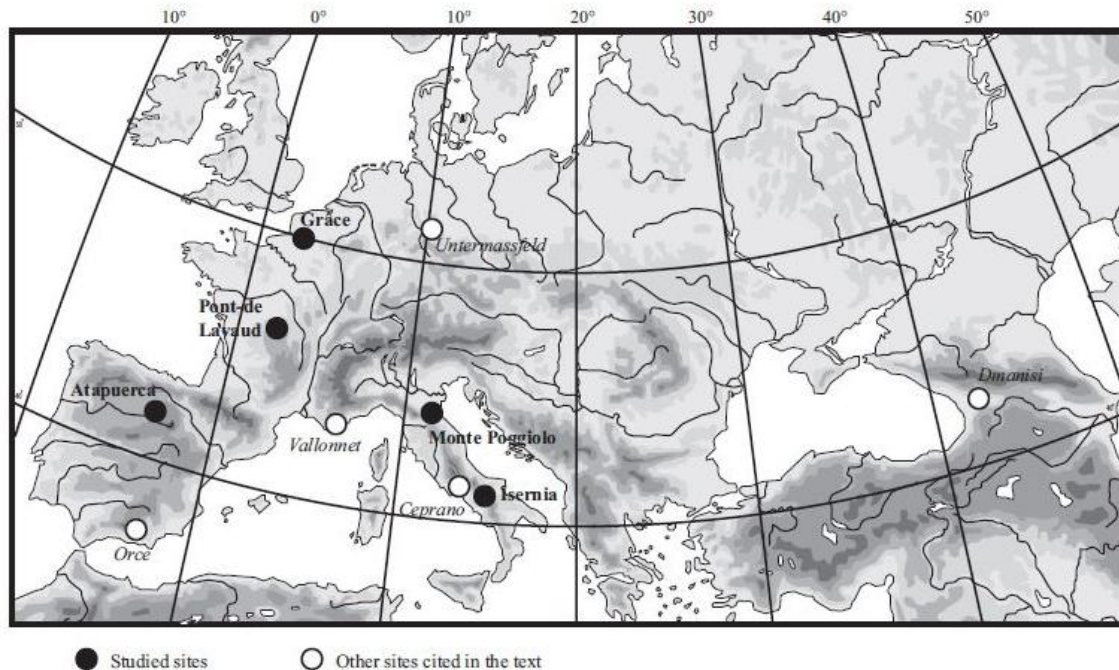 10° 0° 10° 20° 30° 40° 50°
Grâce
Untermassfeld
Pont-de
Lavaud
Atapuerca
Dmanisi
Vallonnet
Monte Poggiolo
Ceprano
Isernia
Orce
Studied sites
Other sites cited in the text